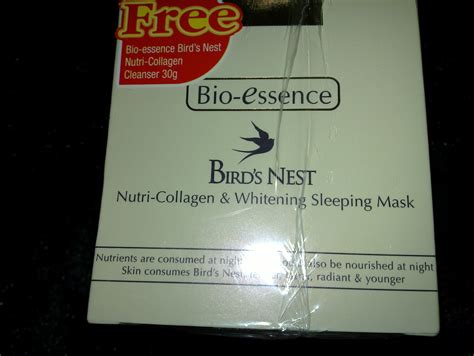 Free
Bio-essence Bird's Nest
Nutri-Collagen
Cleanser 30g
Bio-essence
BIRD'S NEST
Nutri-Collagen & Whitening Sleeping Mask
Nutrients are consumed at night also be nourished at night
Skin consumes Bird's Nest, radiant & younger